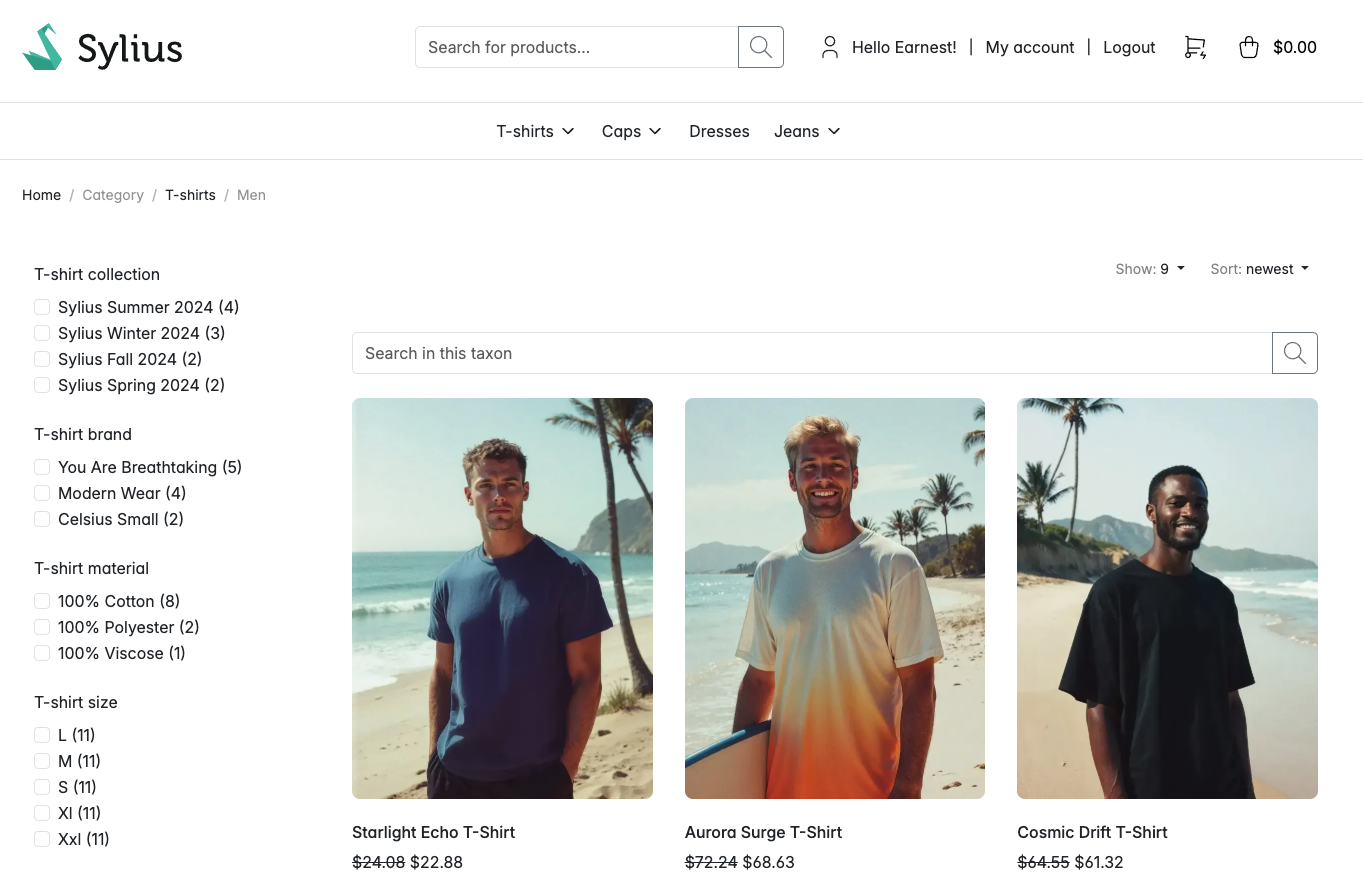 Sylius
Search for products...
Hello Earnest! | My account | Logout
$0.00
T-shirts
Caps
Dresses
Jeans
Home / Category / T-shirts / Men
T-shirt collection
Sylius Summer 2024 (4)
Sylius Winter 2024 (3)
Sylius Fall 2024 (2)
Sylius Spring 2024 (2)
T-shirt brand
You Are Breathtaking (5)
Modern Wear (4)
Celsius Small (2)
T-shirt material
100% Cotton (8)
100% Polyester (2)
100% Viscose (1)
T-shirt size
L (11)
M (11)
S (11)
Xl (11)
Xxl (11)
Show: 9
Sort: newest
Search in this taxon
Starlight Echo T-Shirt
$24.08 $22.88
Aurora Surge T-Shirt
$72.24 $68.63
Cosmic Drift T-Shirt
$64.55 $61.32